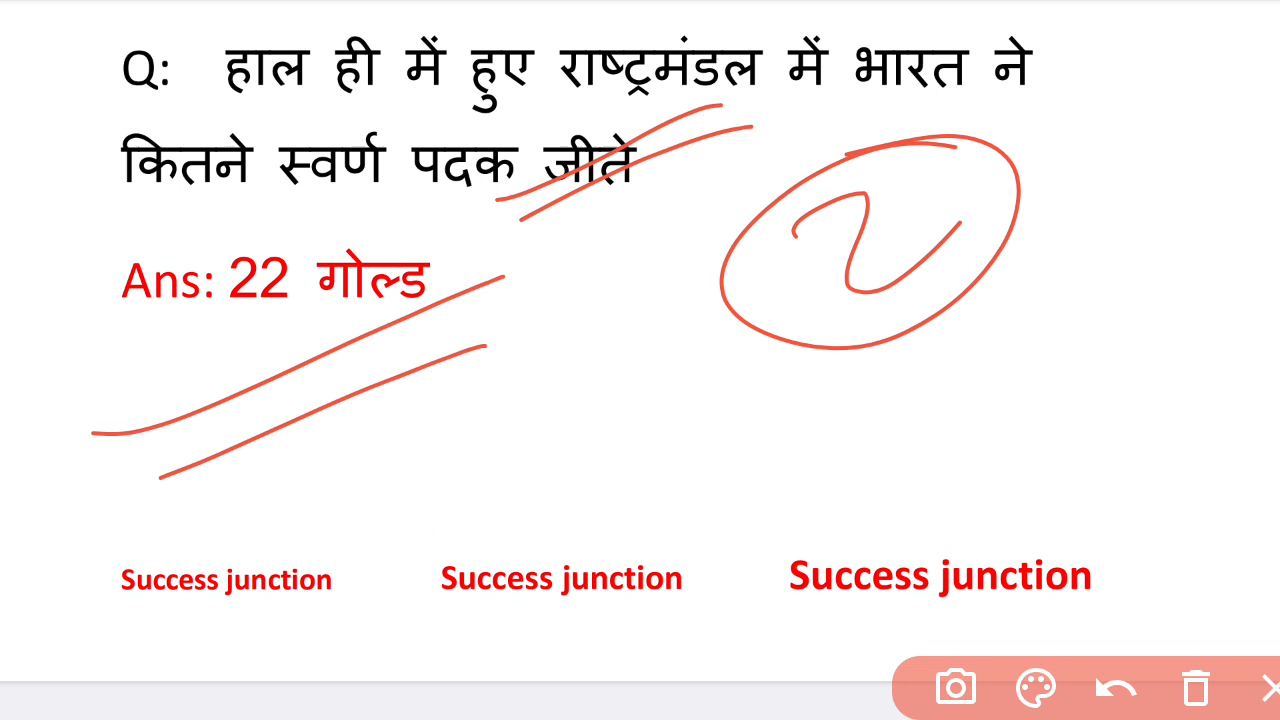 Q: हाल ही में हुए राष्ट्रमंडल में भारत ने
कितने स्वर्ण पदक जीते
Ans: 22 गोल्ड
Success junction Success junction Success junction